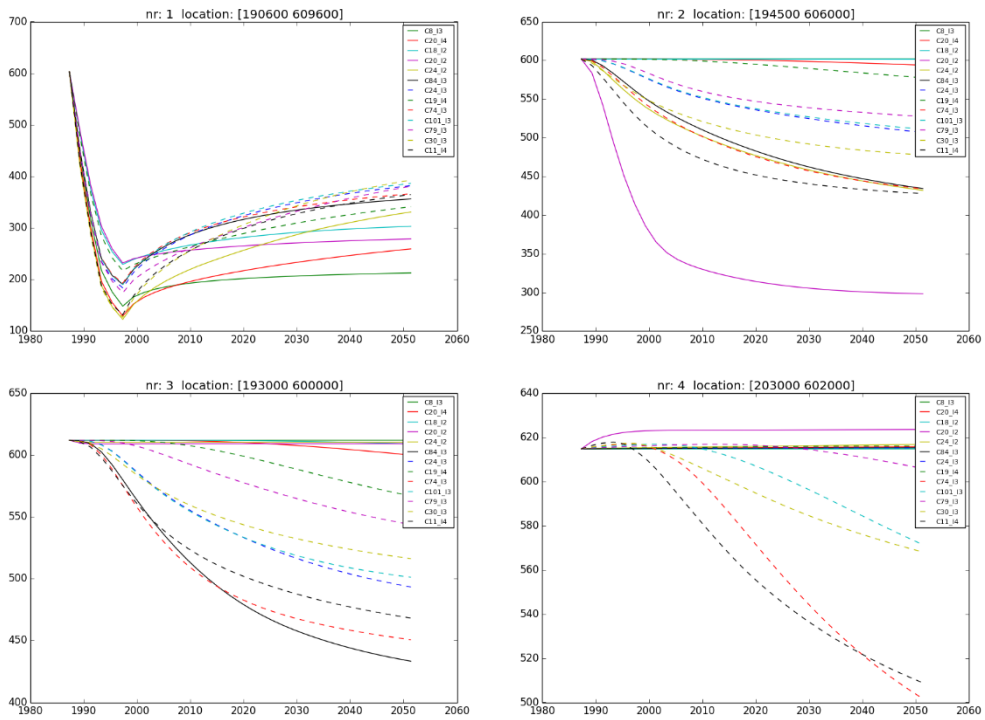 nr: 1 location: [190600 609600]
700
600
500
400
300
200
100
1980
1990
2000
2010
2020
2030
2040
2050
2060
C8_l3
C20_l4
C18_l2
C20_l2
C24_l2
C84_l3
C24_l3
C19_l4
C74_l3
C101_l3
C79_l3
C30_l3
C11_l4
nr: 2 location: [194500 606000]
650
600
550
500
450
400
350
300
250
1980
1990
2000
2010
2020
2030
2040
2050
2060
C8_l3
C20_l4
C18_l2
C20_l2
C24_l2
C84_l3
C24_l3
C19_l4
C74_l3
C101_l3
C79_l3
C30_l3
C11_l4
nr: 3 location: [193000 600000]
650
600
550
500
450
400
1980
1990
2000
2010
2020
2030
2040
2050
2060
C8_l3
C20_l4
C18_l2
C20_l2
C24_l2
C84_l3
C24_l3
C19_l4
C74_l3
C101_l3
C79_l3
C30_l3
C11_l4
nr: 4 location: [203000 602000]
640
620
600
580
560
540
520
500
1980
1990
2000
2010
2020
2030
2040
2050
2060
C8_l3
C20_l4
C18_l2
C20_l2
C24_l2
C84_l3
C24_l3
C19_l4
C74_l3
C101_l3
C79_l3
C30_l3
C11_l4